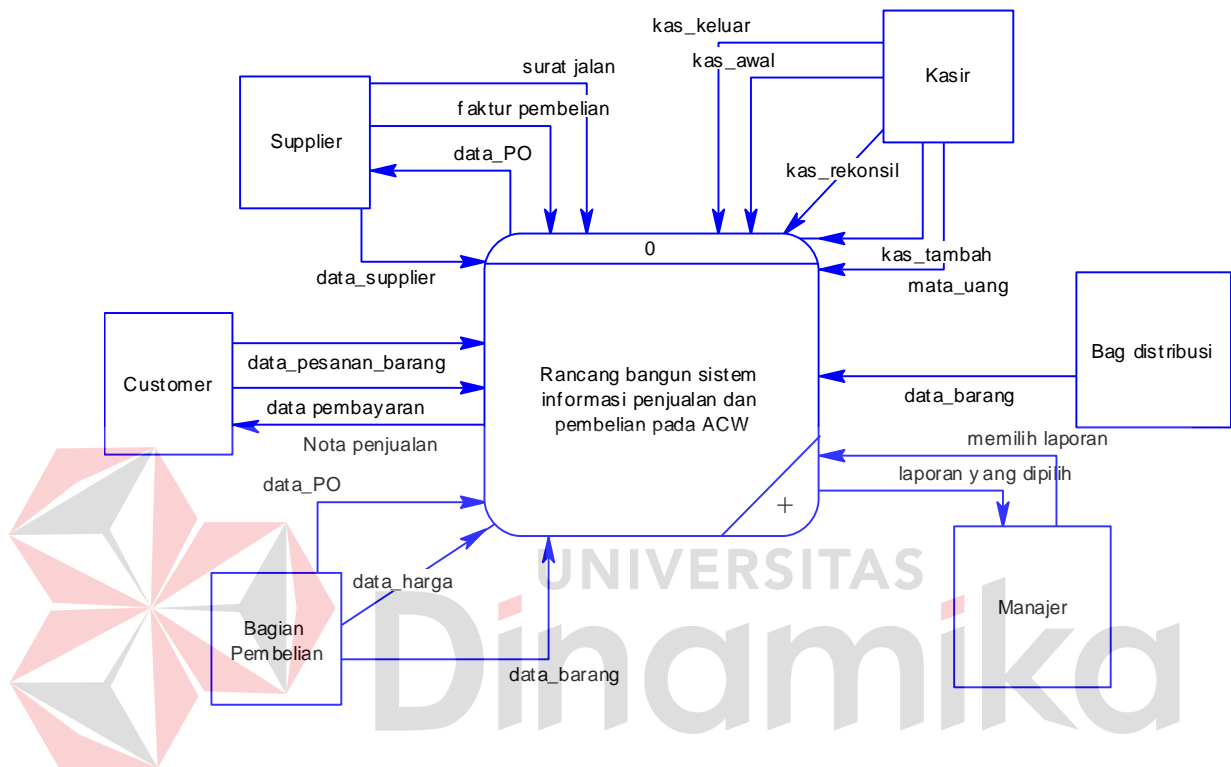 kas_keluar
kas_awal
Kasir
surat jalan
faktur pembelian
Supplier
data_PO
kas_rekonsil
0
kas_tambah
mata_uang
data_supplier
data_pesanan_barang
Customer
data pembayaran
Nota penjualan
Rancang bangun sistem
informasi penjualan dan
pembelian pada ACW
Bag distribusi
data_barang
memilih laporan
laporan yang dipilih
data_PO
+
data_harga
Bagian
Pembelian
data_barang
Manajer
UNIVERSITAS
Dinamika